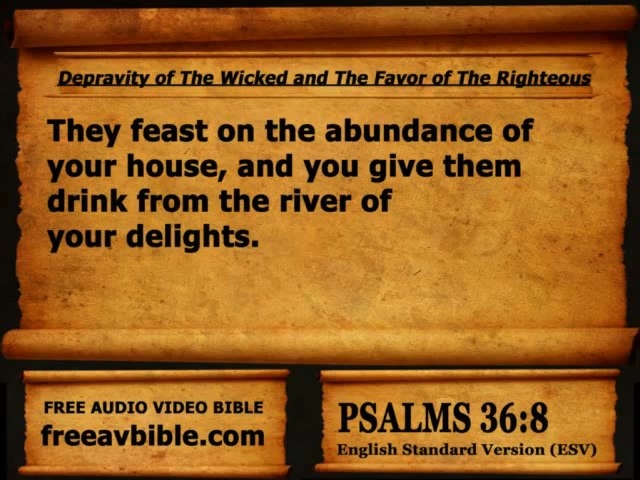 Depravity of The Wicked and The Favor of The Righteous
They feast on the abundance of
your house, and you give them
drink from the river of
your delights.
FREE AUDIO VIDEO BIBLE
freeavbible.com
PSALMS 36:8
English Standard Version (ESV)